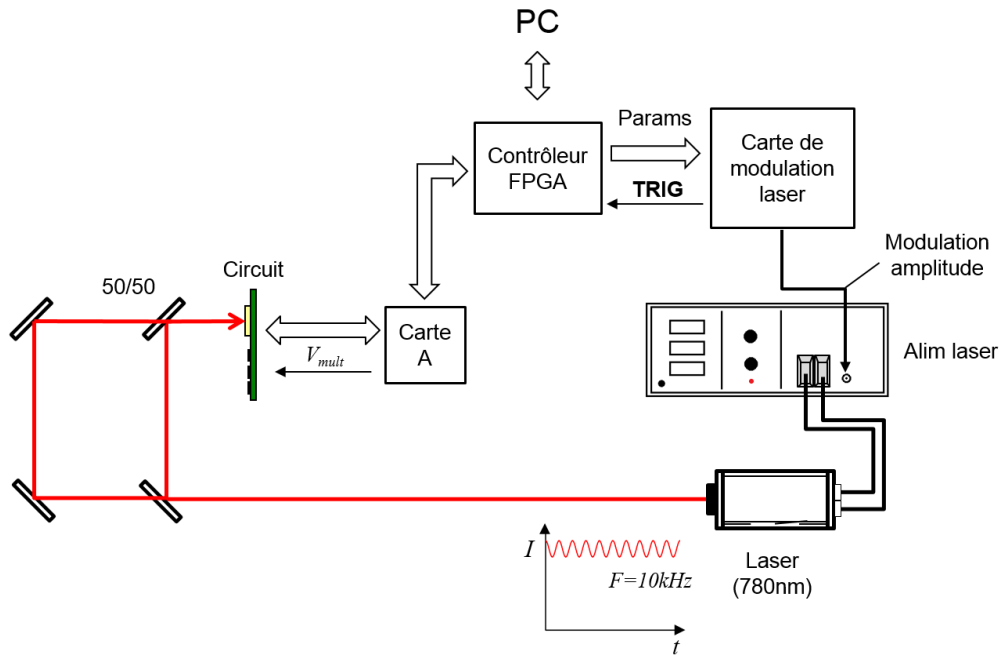 PC
Contrôleur
FPGA
Params
TRIG
Carte de
modulation
laser
Modulation
amplitude
50/50
Circuit
V_mult
Carte
A
Alim laser
I
F=10kHz
t
Laser
(780nm)